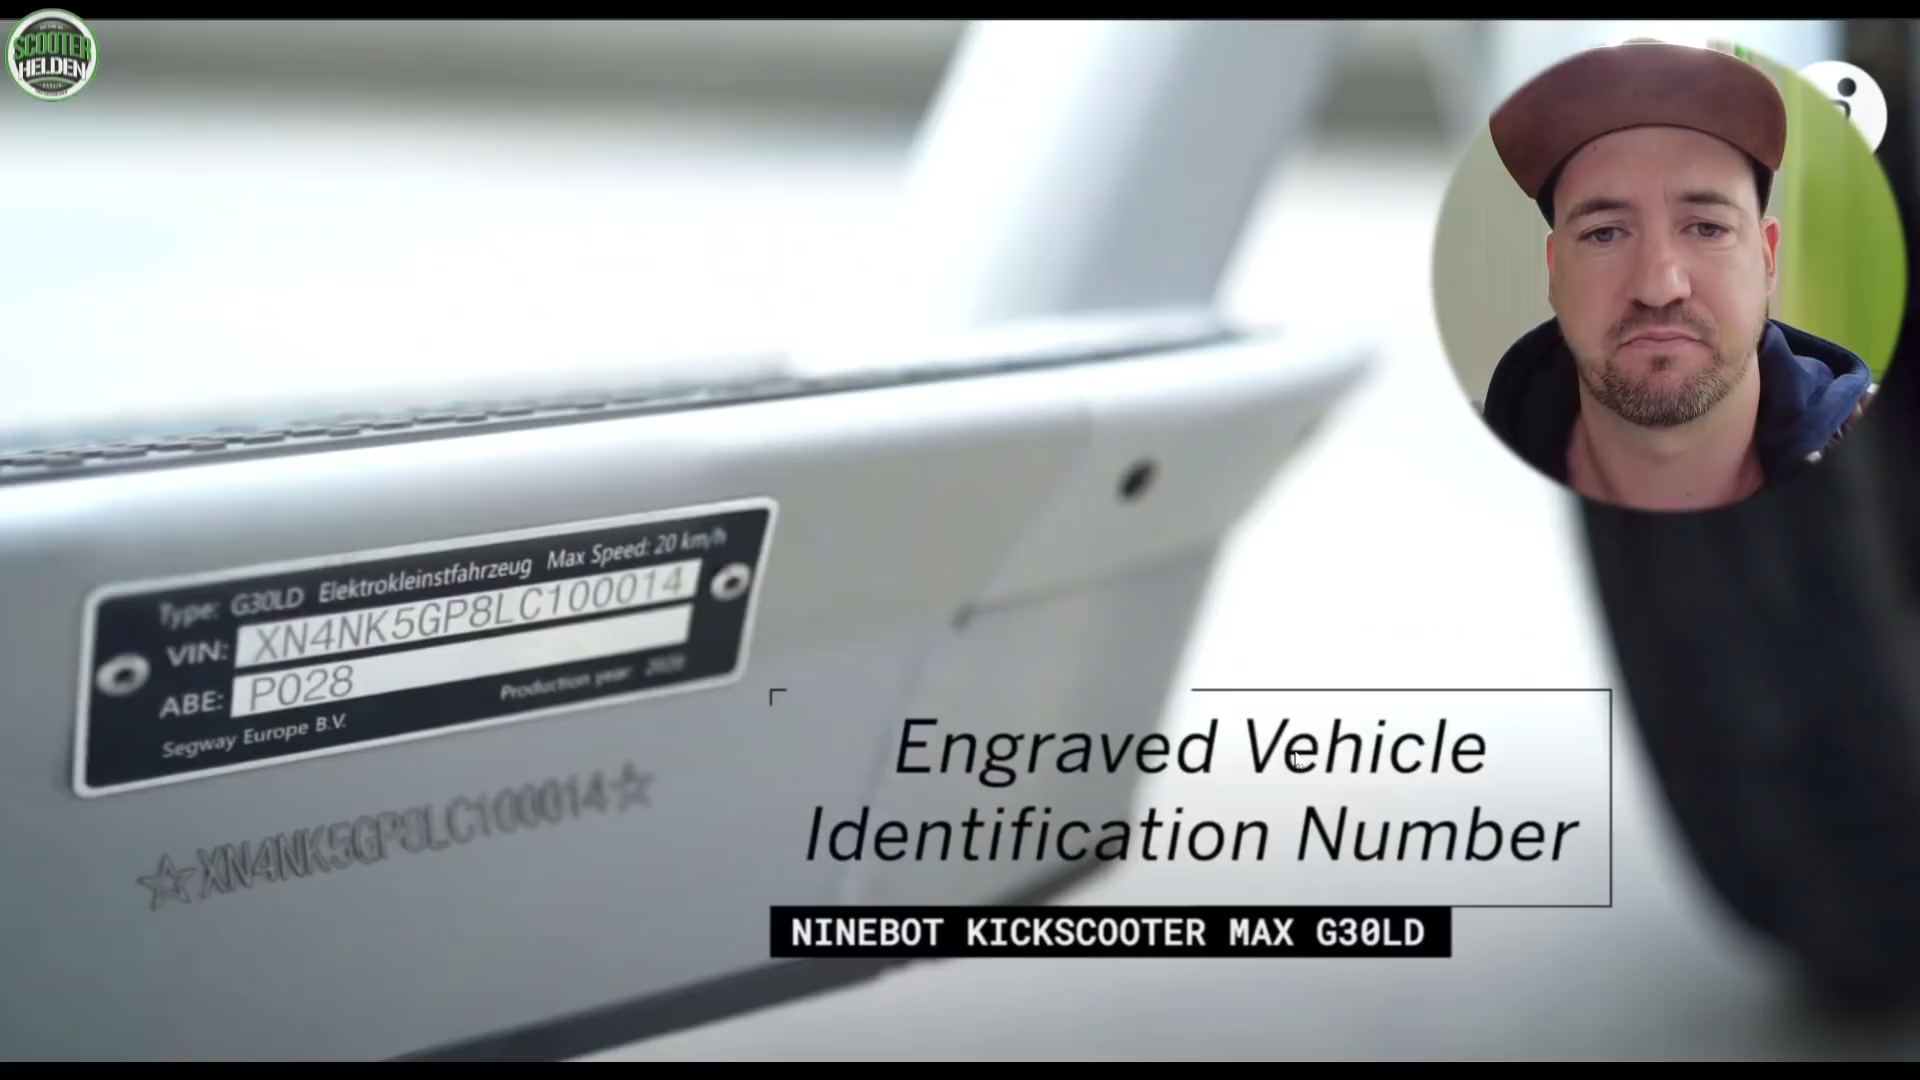 SCOOTER
HELDEN
BERLIN
Type: G30LD Elektrokleinstfahrzeug Max Speed: 20 km/h
VIN: XN4NK5GP8LC100014
ABE: P028
Production year: 2020
Segway Europe B.V.
☆XN4NK5GP8LC100014☆
Engraved Vehicle
Identification Number
NINEBOT KICKSCOOTER MAX G30LD